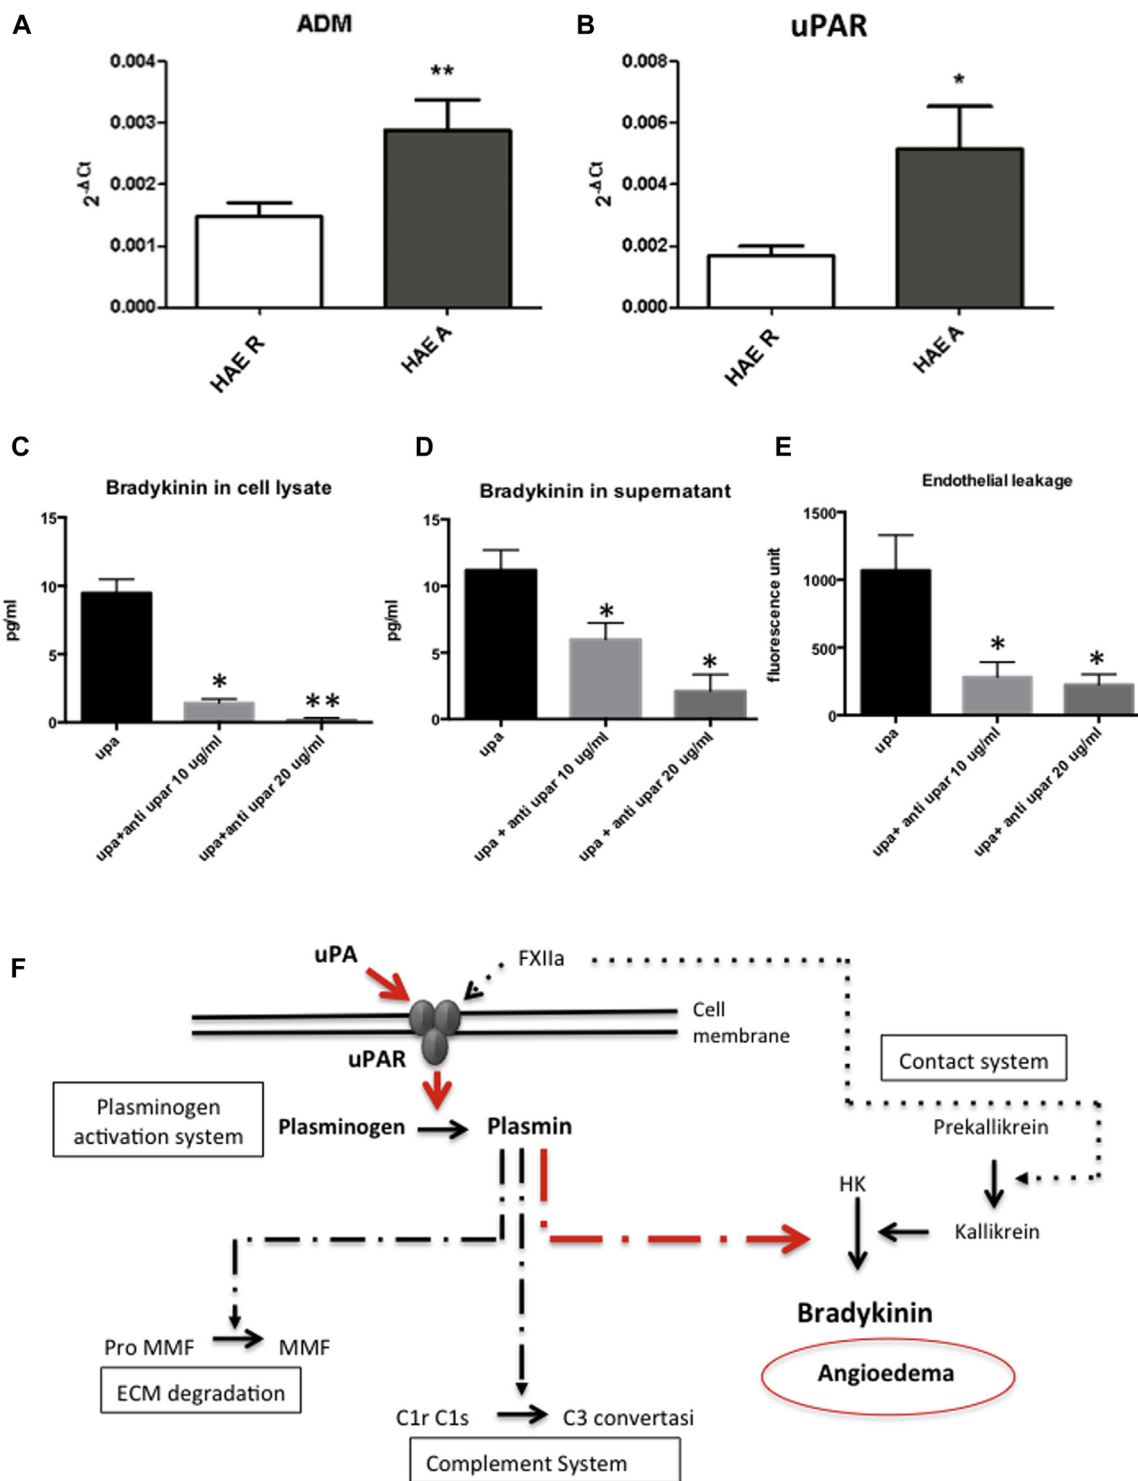 A
ADM
0.004
0.003
0.002
0.001
0.000
2-ΔCt
**
HAE R
HAE A
B
uPAR
0.008
0.006
0.004
0.002
0.000
2-ΔCt
*
HAE R
HAE A
C
Bradykinin in cell lysate
15
10
5
0
pg/ml
*
**
upa
upa+anti upar 10 ug/ml
upa+anti upar 20 ug/ml
D
Bradykinin in supernatant
15
10
5
0
pg/ml
*
*
upa
upa + anti upar 10 ug/ml
upa + anti upar 20 ug/ml
E
Endothelial leakage
1500
1000
500
0
fluorescence unit
*
*
upa
upa+ anti upar 10 ug/ml
upa+ anti upar 20 ug/ml
F
uPA
FXIIa
Cell
membrane
uPAR
Contact system
Plasminogen
activation system
Plasminogen
Plasmin
Prekallikrein
HK
Kallikrein
Bradykinin
Angioedema
Pro MMF
MMF
ECM degradation
C1r C1s
C3 convertasi
Complement System